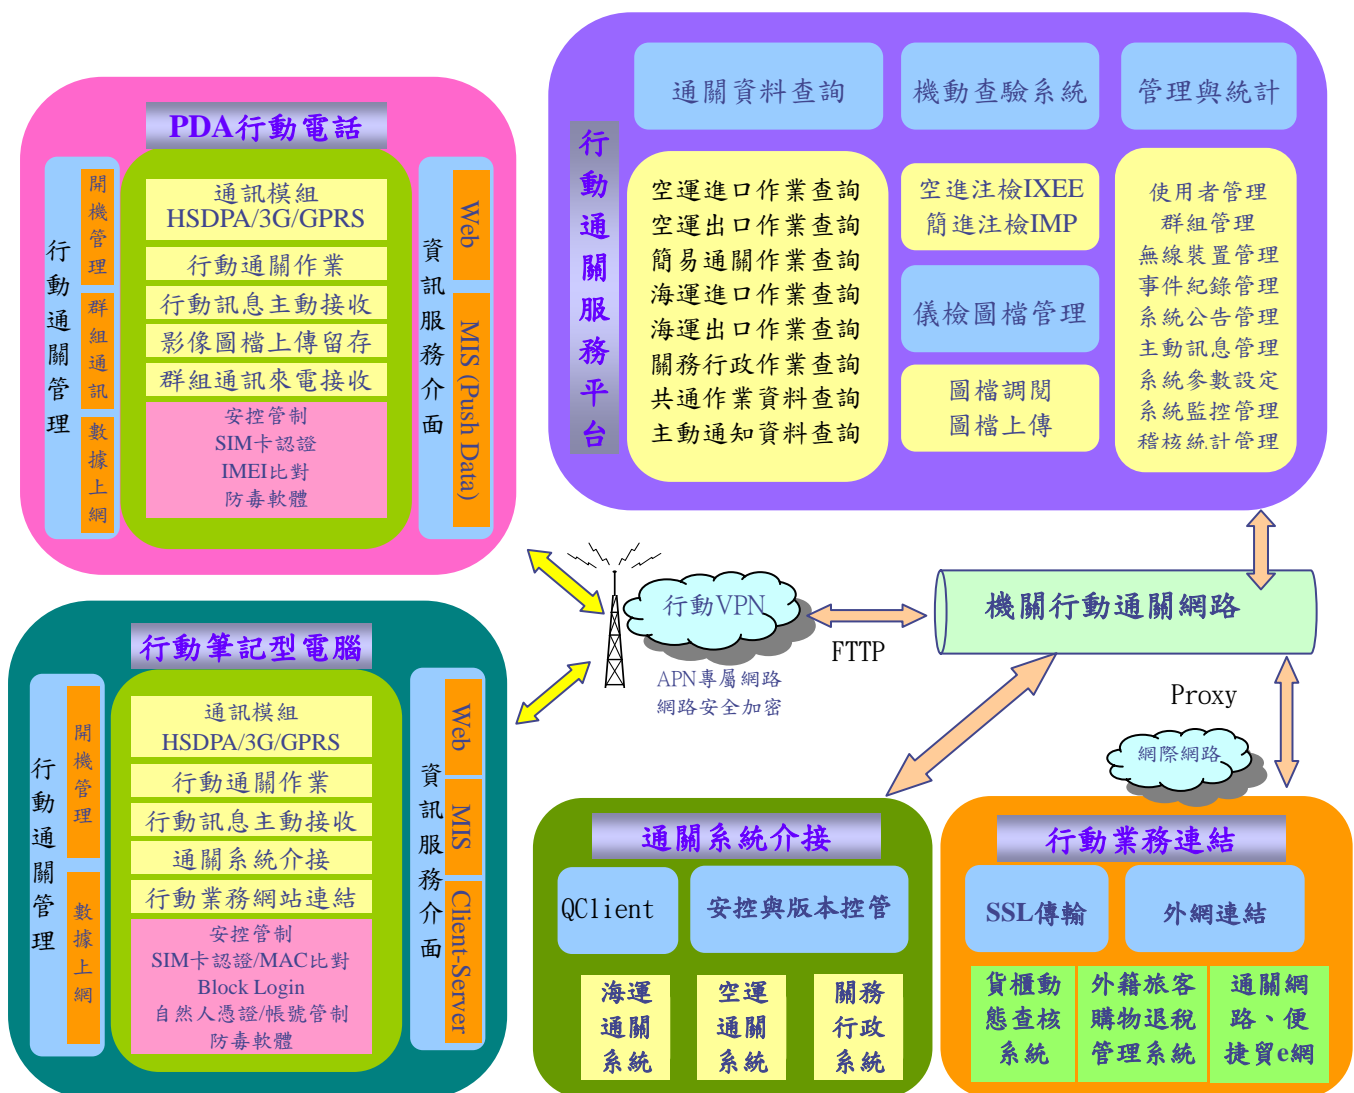 PDA行動電話
行動通關管理
開機管理
群組通訊
數據上網
通訊模組
HSDPA/3G/GPRS
行動通關作業
行動訊息主動接收
影像圖檔上傳留存
群組通訊來電接收
安控管制
SIM卡認證
IMEI比對
防毒軟體
資訊服務介面
Web
MIS (Push Data)
行動通關服務平台
通關資料查詢
空運進口作業查詢
空運出口作業查詢
簡易通關作業查詢
海運進口作業查詢
海運出口作業查詢
關務行政作業查詢
共通作業資料查詢
主動通知資料查詢
機動查驗系統
空進注檢IXEE
簡進注檢IMP
儀檢圖檔管理
圖檔調閱
圖檔上傳
管理與統計
使用者管理
群組管理
無線裝置管理
事件紀錄管理
系統公告管理
主動訊息管理
系統參數設定
系統監控管理
稽核統計管理
行動筆記型電腦
行動通關管理
開機管理
數據上網
通訊模組
HSDPA/3G/GPRS
行動通關作業
行動訊息主動接收
通關系統介接
行動業務網站連結
安控管制
SIM卡認證/MAC比對
Block Login
自然人憑證/帳號管制
防毒軟體
資訊服務介面
Web
MIS
Client-Server
行動VPN
APN專屬網路
網路安全加密
FTTP
機關行動通關網路
Proxy
網際網路
通關系統介接
QClient
安控與版本控管
海運
通關
系統
空運
通關
系統
關務
行政
系統
行動業務連結
SSL傳輸
外網連結
貨櫃動
態查核
系統
外籍旅客
購物退稅
管理系統
通關網
路、便
捷貿e網